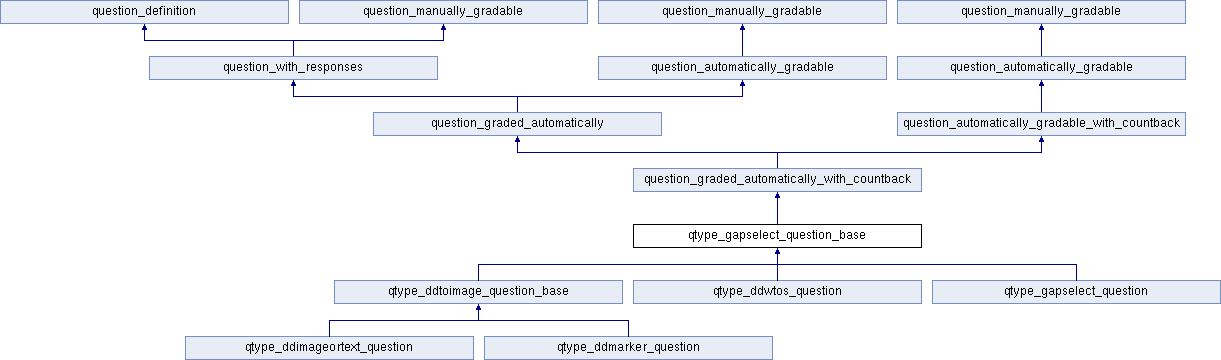 question_definition
question_manually_gradable
question_manually_gradable
question_manually_gradable
question_with_responses
question_automatically_gradable
question_automatically_gradable
question_graded_automatically
question_automatically_gradable_with_countback
question_graded_automatically_with_countback
qtype_gapselect_question_base
qtype_ddtoimage_question_base
qtype_ddwtos_question
qtype_gapselect_question
qtype_ddimageortext_question
qtype_ddmarker_question